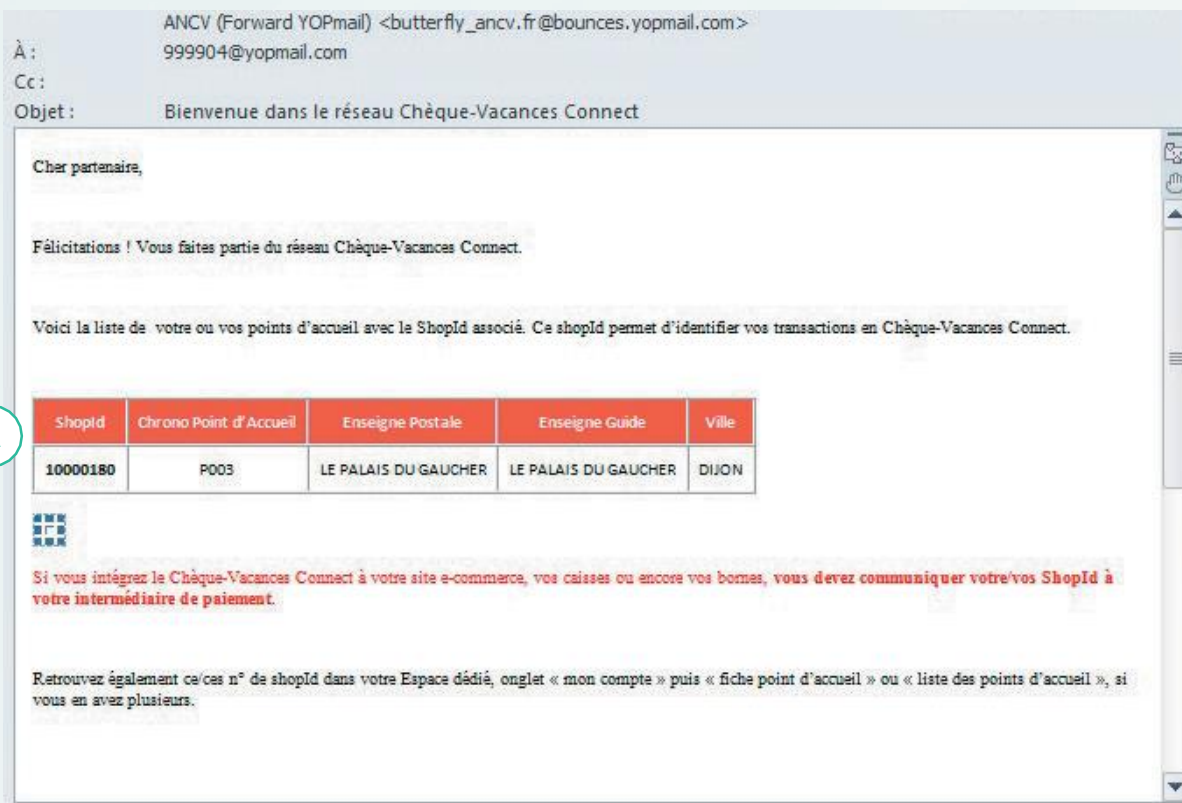 ANCV (Forward YOPmail) <butterfly_ancv.fr@bounces.yopmail.com>
À : 999904@yopmail.com
Cc :
Objet : Bienvenue dans le réseau Chèque-Vacances Connect
Cher partenaire,
Félicitations ! Vous faites partie du réseau Chèque-Vacances Connect.
Voici la liste de votre ou vos points d'accueil avec le ShopId associé. Ce shopId permet d'identifier vos transactions en Chèque-Vacances Connect.
ShopId Chrono Point d'Accueil Enseigne Postale Enseigne Guide Ville
10000180 P003 LE PALAIS DU GAUCHER LE PALAIS DU GAUCHER DIJON
Si vous intégrez le Chèque-Vacances Connect à votre site e-commerce, vos caisses ou encore vos bornes, vous devez communiquer votre/vos ShopId à
votre intermédiaire de paiement.
Retrouvez également ce/ces n° de shopId dans votre Espace dédié, onglet « mon compte » puis « fiche point d'accueil » ou « liste des points d'accueil », si
vous en avez plusieurs.